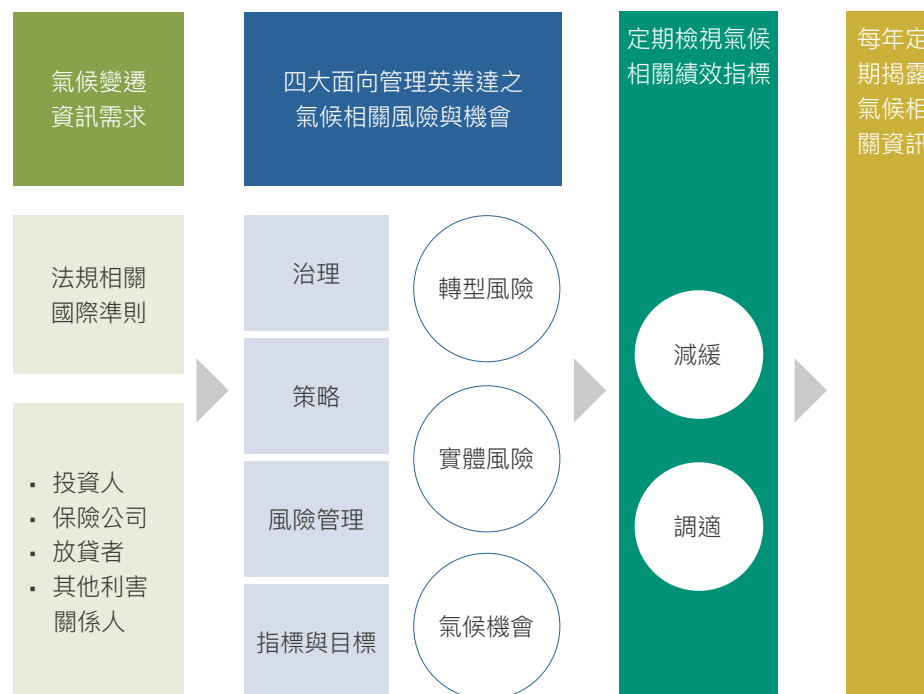 氣候變遷
資訊需求
法規相關
國際準則
▪ 投資人
▪ 保險公司
▪ 放貸者
▪ 其他利害
關係人
四大面向管理英業達之
氣候相關風險與機會
治理
策略
風險管理
指標與目標
轉型風險
實體風險
氣候機會
定期檢視氣候
相關績效指標
減緩
調適
每年定
期揭露
氣候相
關資訊